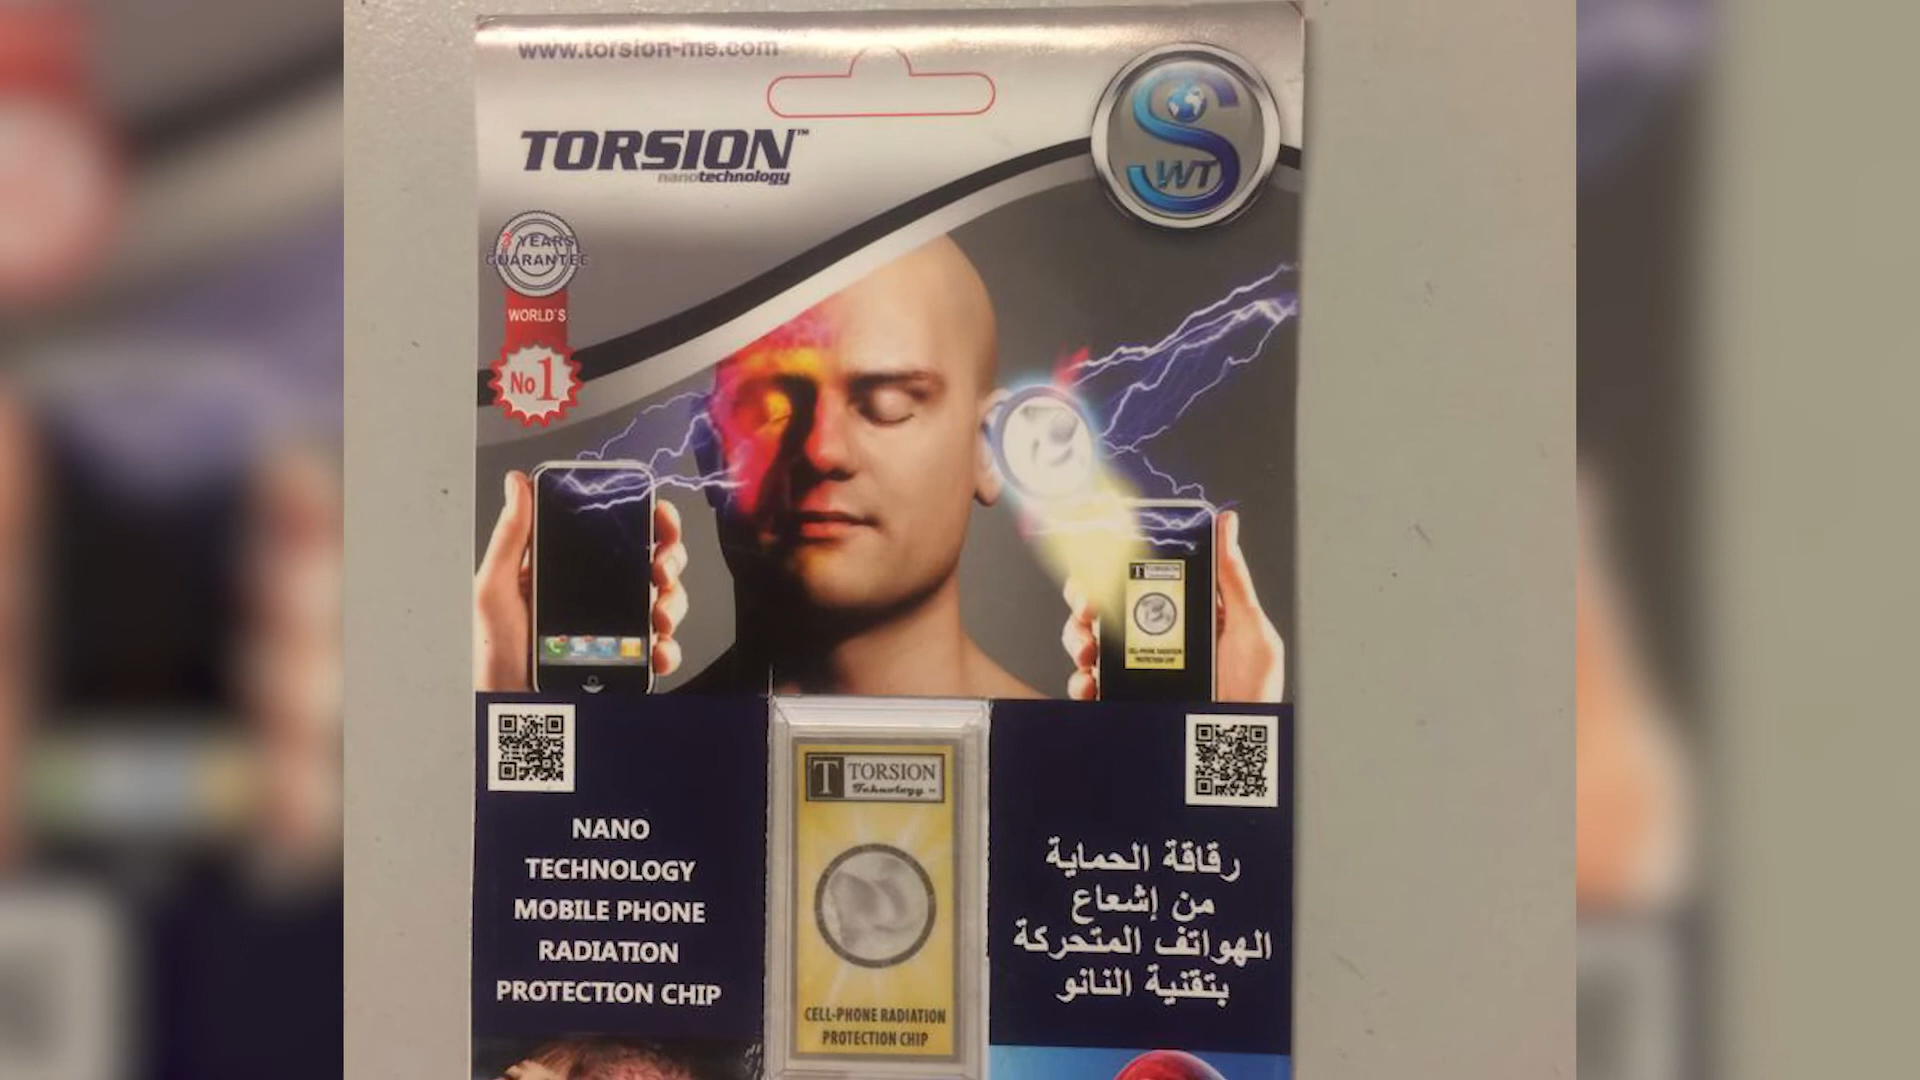 www.torsion-me.com
TORSION™
nanotechnology
SWT
3 YEARS
GUARANTEE
WORLD'S
No1
T TORSION
CELL-PHONE RADIATION
PROTECTION CHIP
NANO
TECHNOLOGY
MOBILE PHONE
RADIATION
PROTECTION CHIP
T TORSION
Technology ™
CELL-PHONE RADIATION
PROTECTION CHIP
رقاقة الحماية
من إشعاع
الهواتف المتحركة
بتقنية النانو